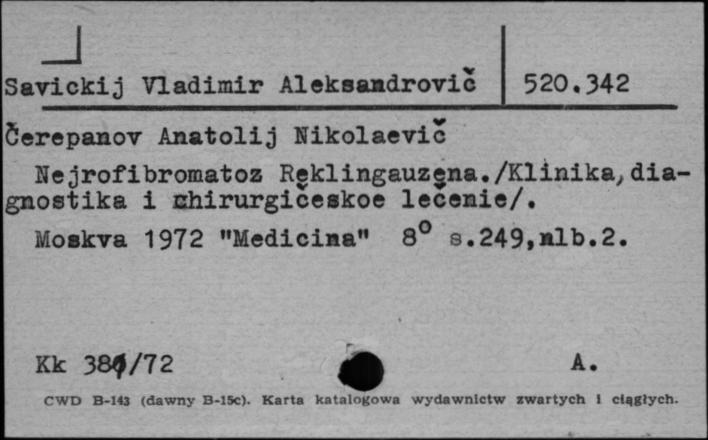 Savickij Vladimir Aleksandrovič 520.342
Čerepanov Anatolij Nikolaevič
Nejrofibromatoz Reklingauzena./Klinika,dia-
gnostika i chirurgičeskoe lečenie/.
Moskva 1972 "Medicina" 8° s.249,nlb.2.
Kk /72 A.
CWD B-143 (dawny B-15c). Karta katalogowa wydawnictw zwartych i ciągłych.